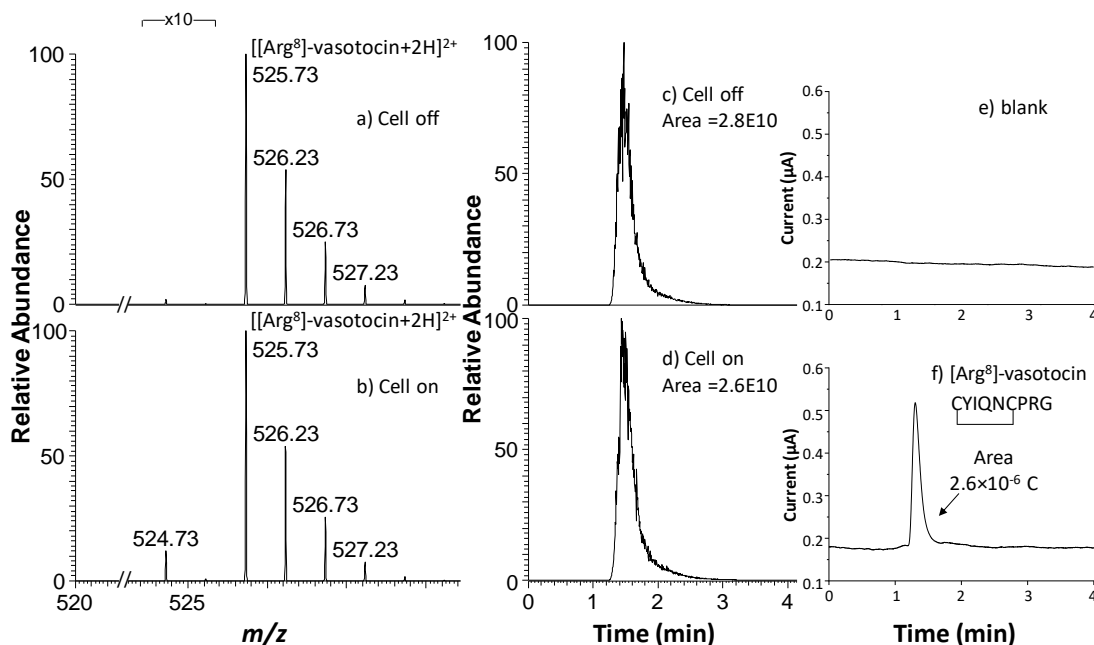 x10
[[Arg⁸]-vasotocin+2H]²⁺
100
525.73
a) Cell off
526.23
50
526.73
527.23
0
Relative Abundance
[[Arg⁸]-vasotocin+2H]²⁺
100
525.73
b) Cell on
526.23
50
526.73
524.73
527.23
0
520
525
m/z
100
c) Cell off
Area =2.8E10
50
0
Relative Abundance
100
d) Cell on
Area =2.6E10
50
0
0
1
2
3
4
Time (min)
0.6
e) blank
0.5
0.4
0.3
0.2
0.1
Current (µA)
0
1
2
3
4
0.6
f) [Arg⁸]-vasotocin
CYIQNCPRG
0.5
Area
2.6×10⁻⁶ C
0.4
0.3
0.2
0.1
Current (µA)
0
1
2
3
4
Time (min)